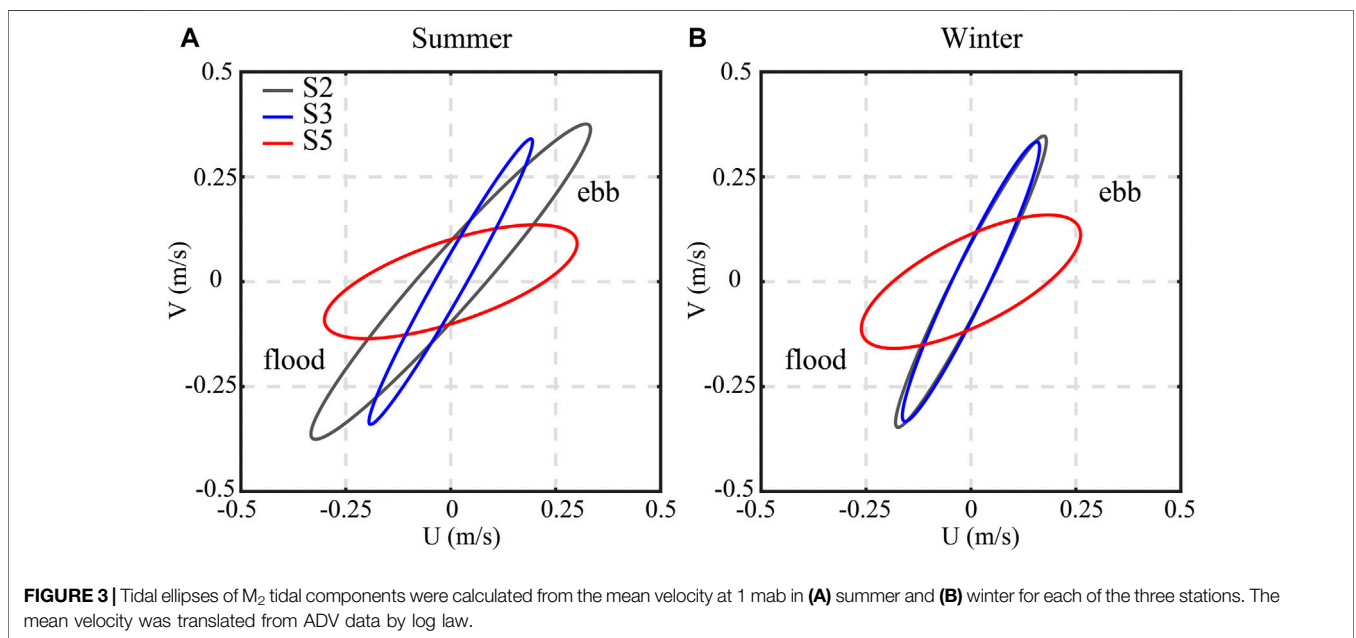 A Summer
B Winter
0.5
0.25
0
-0.25
-0.5
V (m/s)
S2
S3
S5
ebb
flood
-0.5 -0.25 0 0.25 0.5
U (m/s)
0.5
0.25
0
-0.25
-0.5
V (m/s)
ebb
flood
-0.5 -0.25 0 0.25 0.5
U (m/s)
FIGURE 3 | Tidal ellipses of M₂ tidal components were calculated from the mean velocity at 1 mab in (A) summer and (B) winter for each of the three stations. The
mean velocity was translated from ADV data by log law.